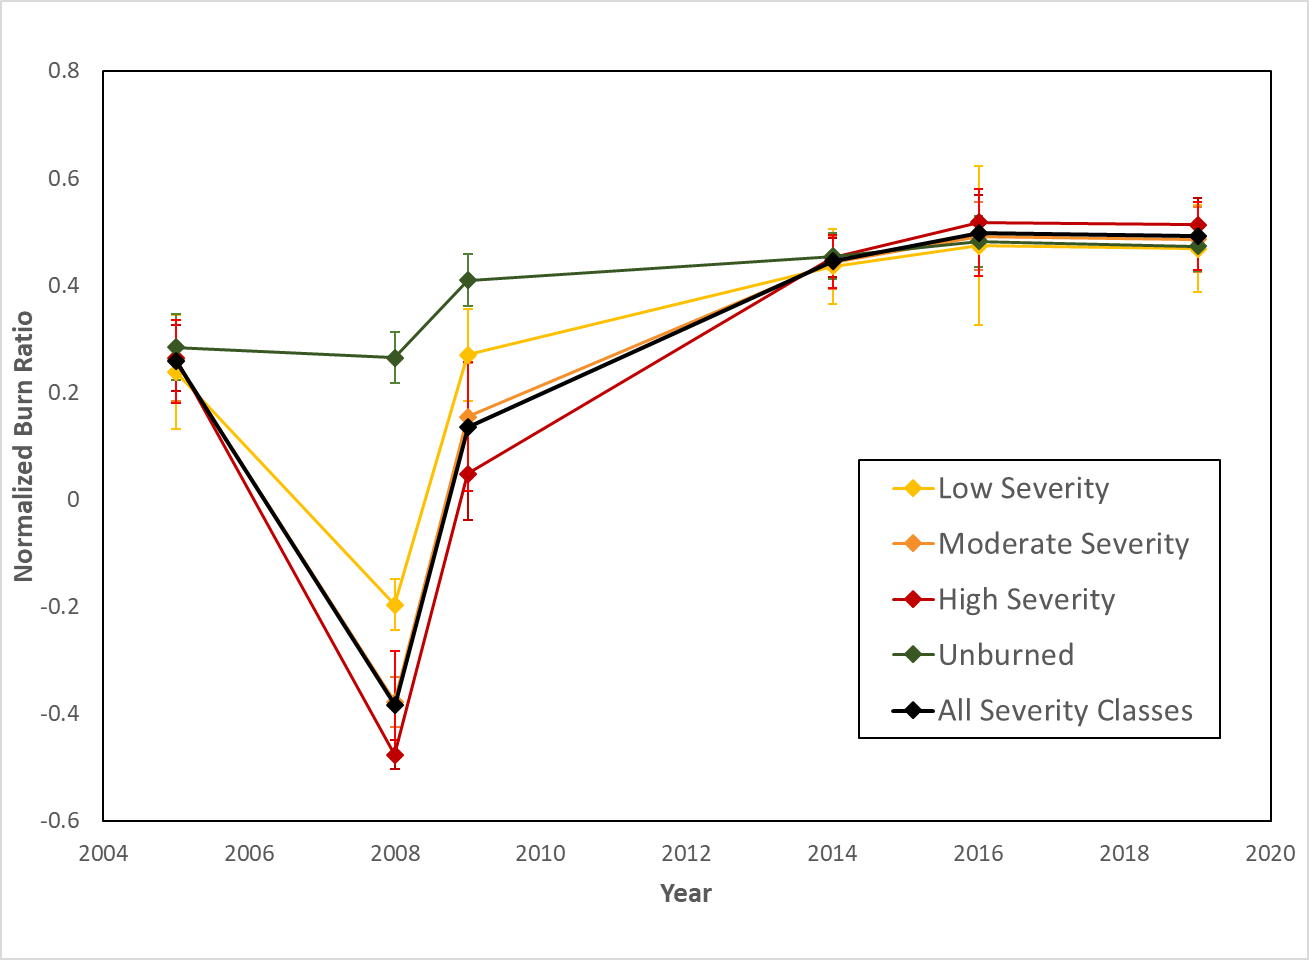 0.8
0.6
0.4
0.2
0
-0.2
-0.4
-0.6
Normalized Burn Ratio
Low Severity
Moderate Severity
High Severity
Unburned
All Severity Classes
2004 2006 2008 2010 2012 2014 2016 2018 2020
Year